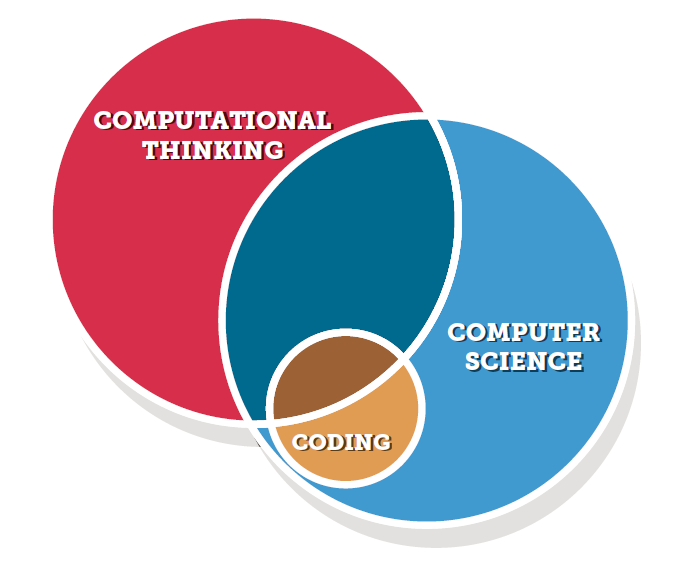 COMPUTATIONAL
THINKING
COMPUTER
SCIENCE
CODING